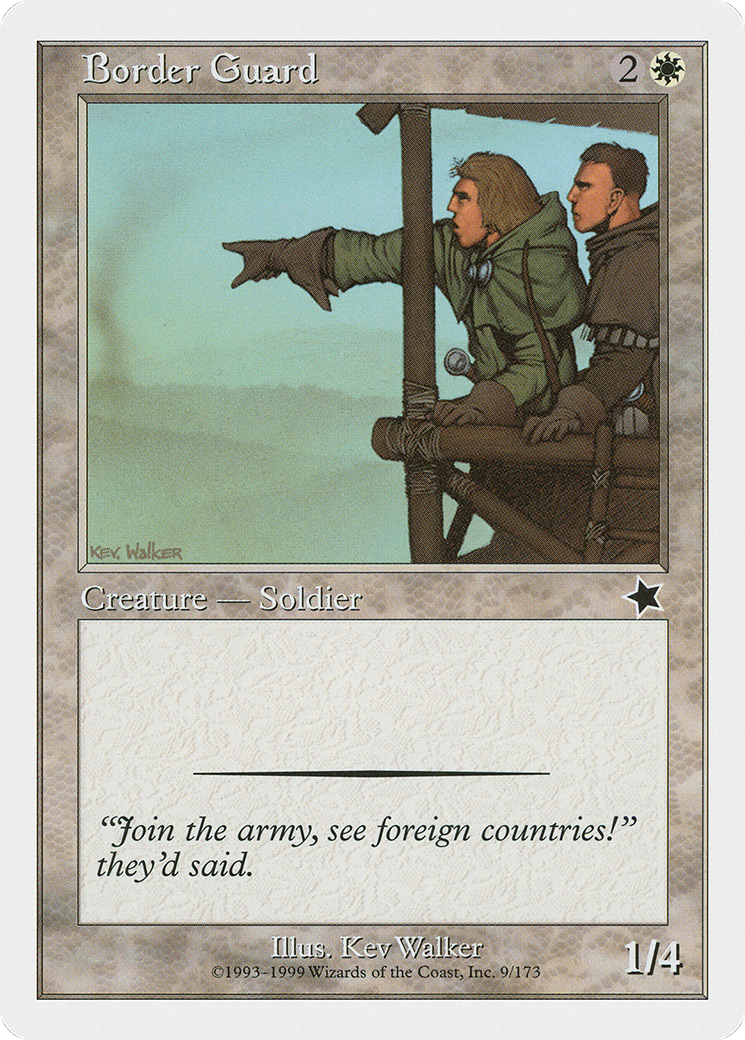 Border Guard 2
Kev. Walker
Creature — Soldier
“Join the army, see foreign countries!”
they’d said.
Illus. Kev Walker
©1993–1999 Wizards of the Coast, Inc. 9/173
1/4